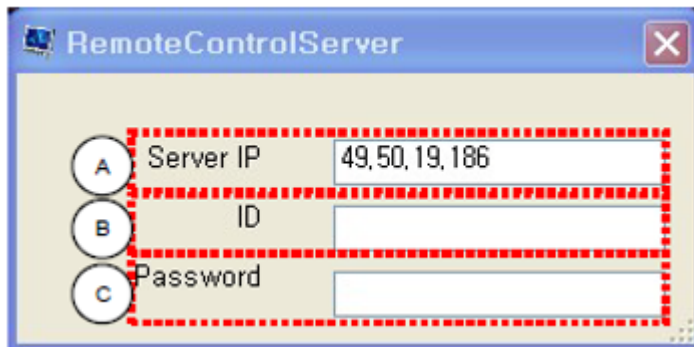 RemoteControlServer
A Server IP 49,50,19,186
B ID
C Password